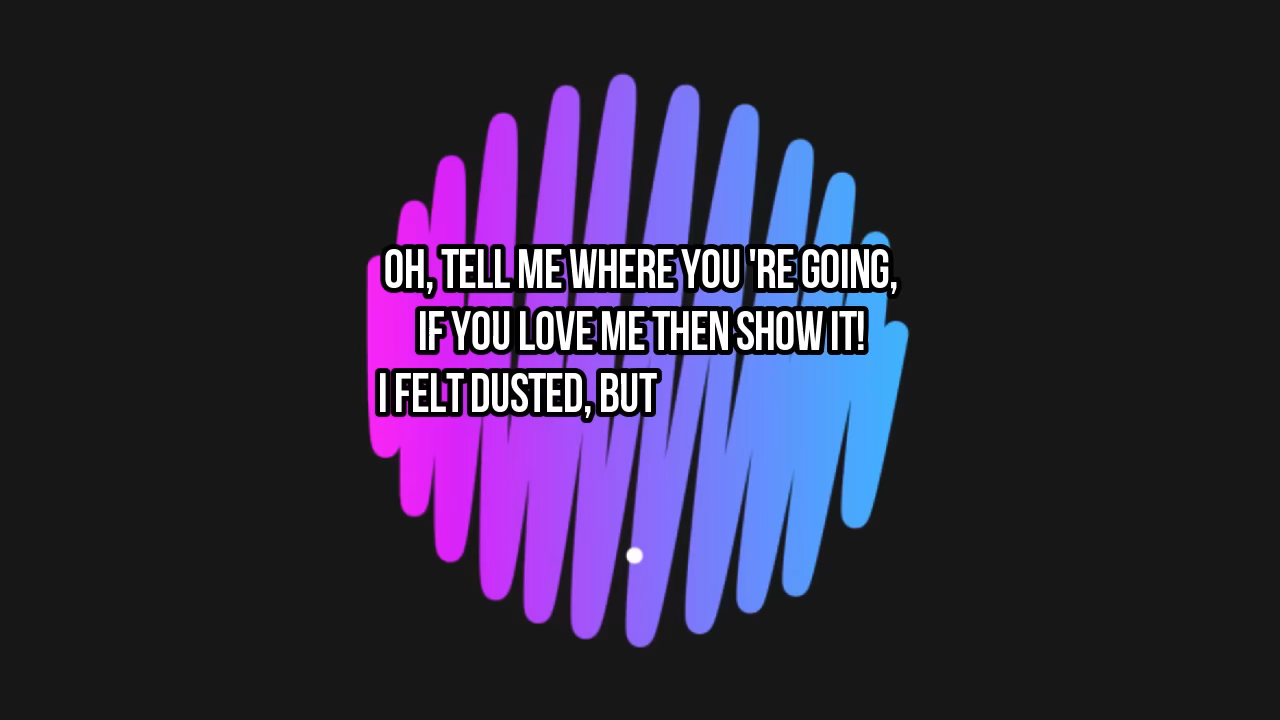 OH, TELL ME WHERE YOU 'RE GOING,
IF YOU LOVE ME THEN SHOW IT!
I FELT DUSTED, BUT